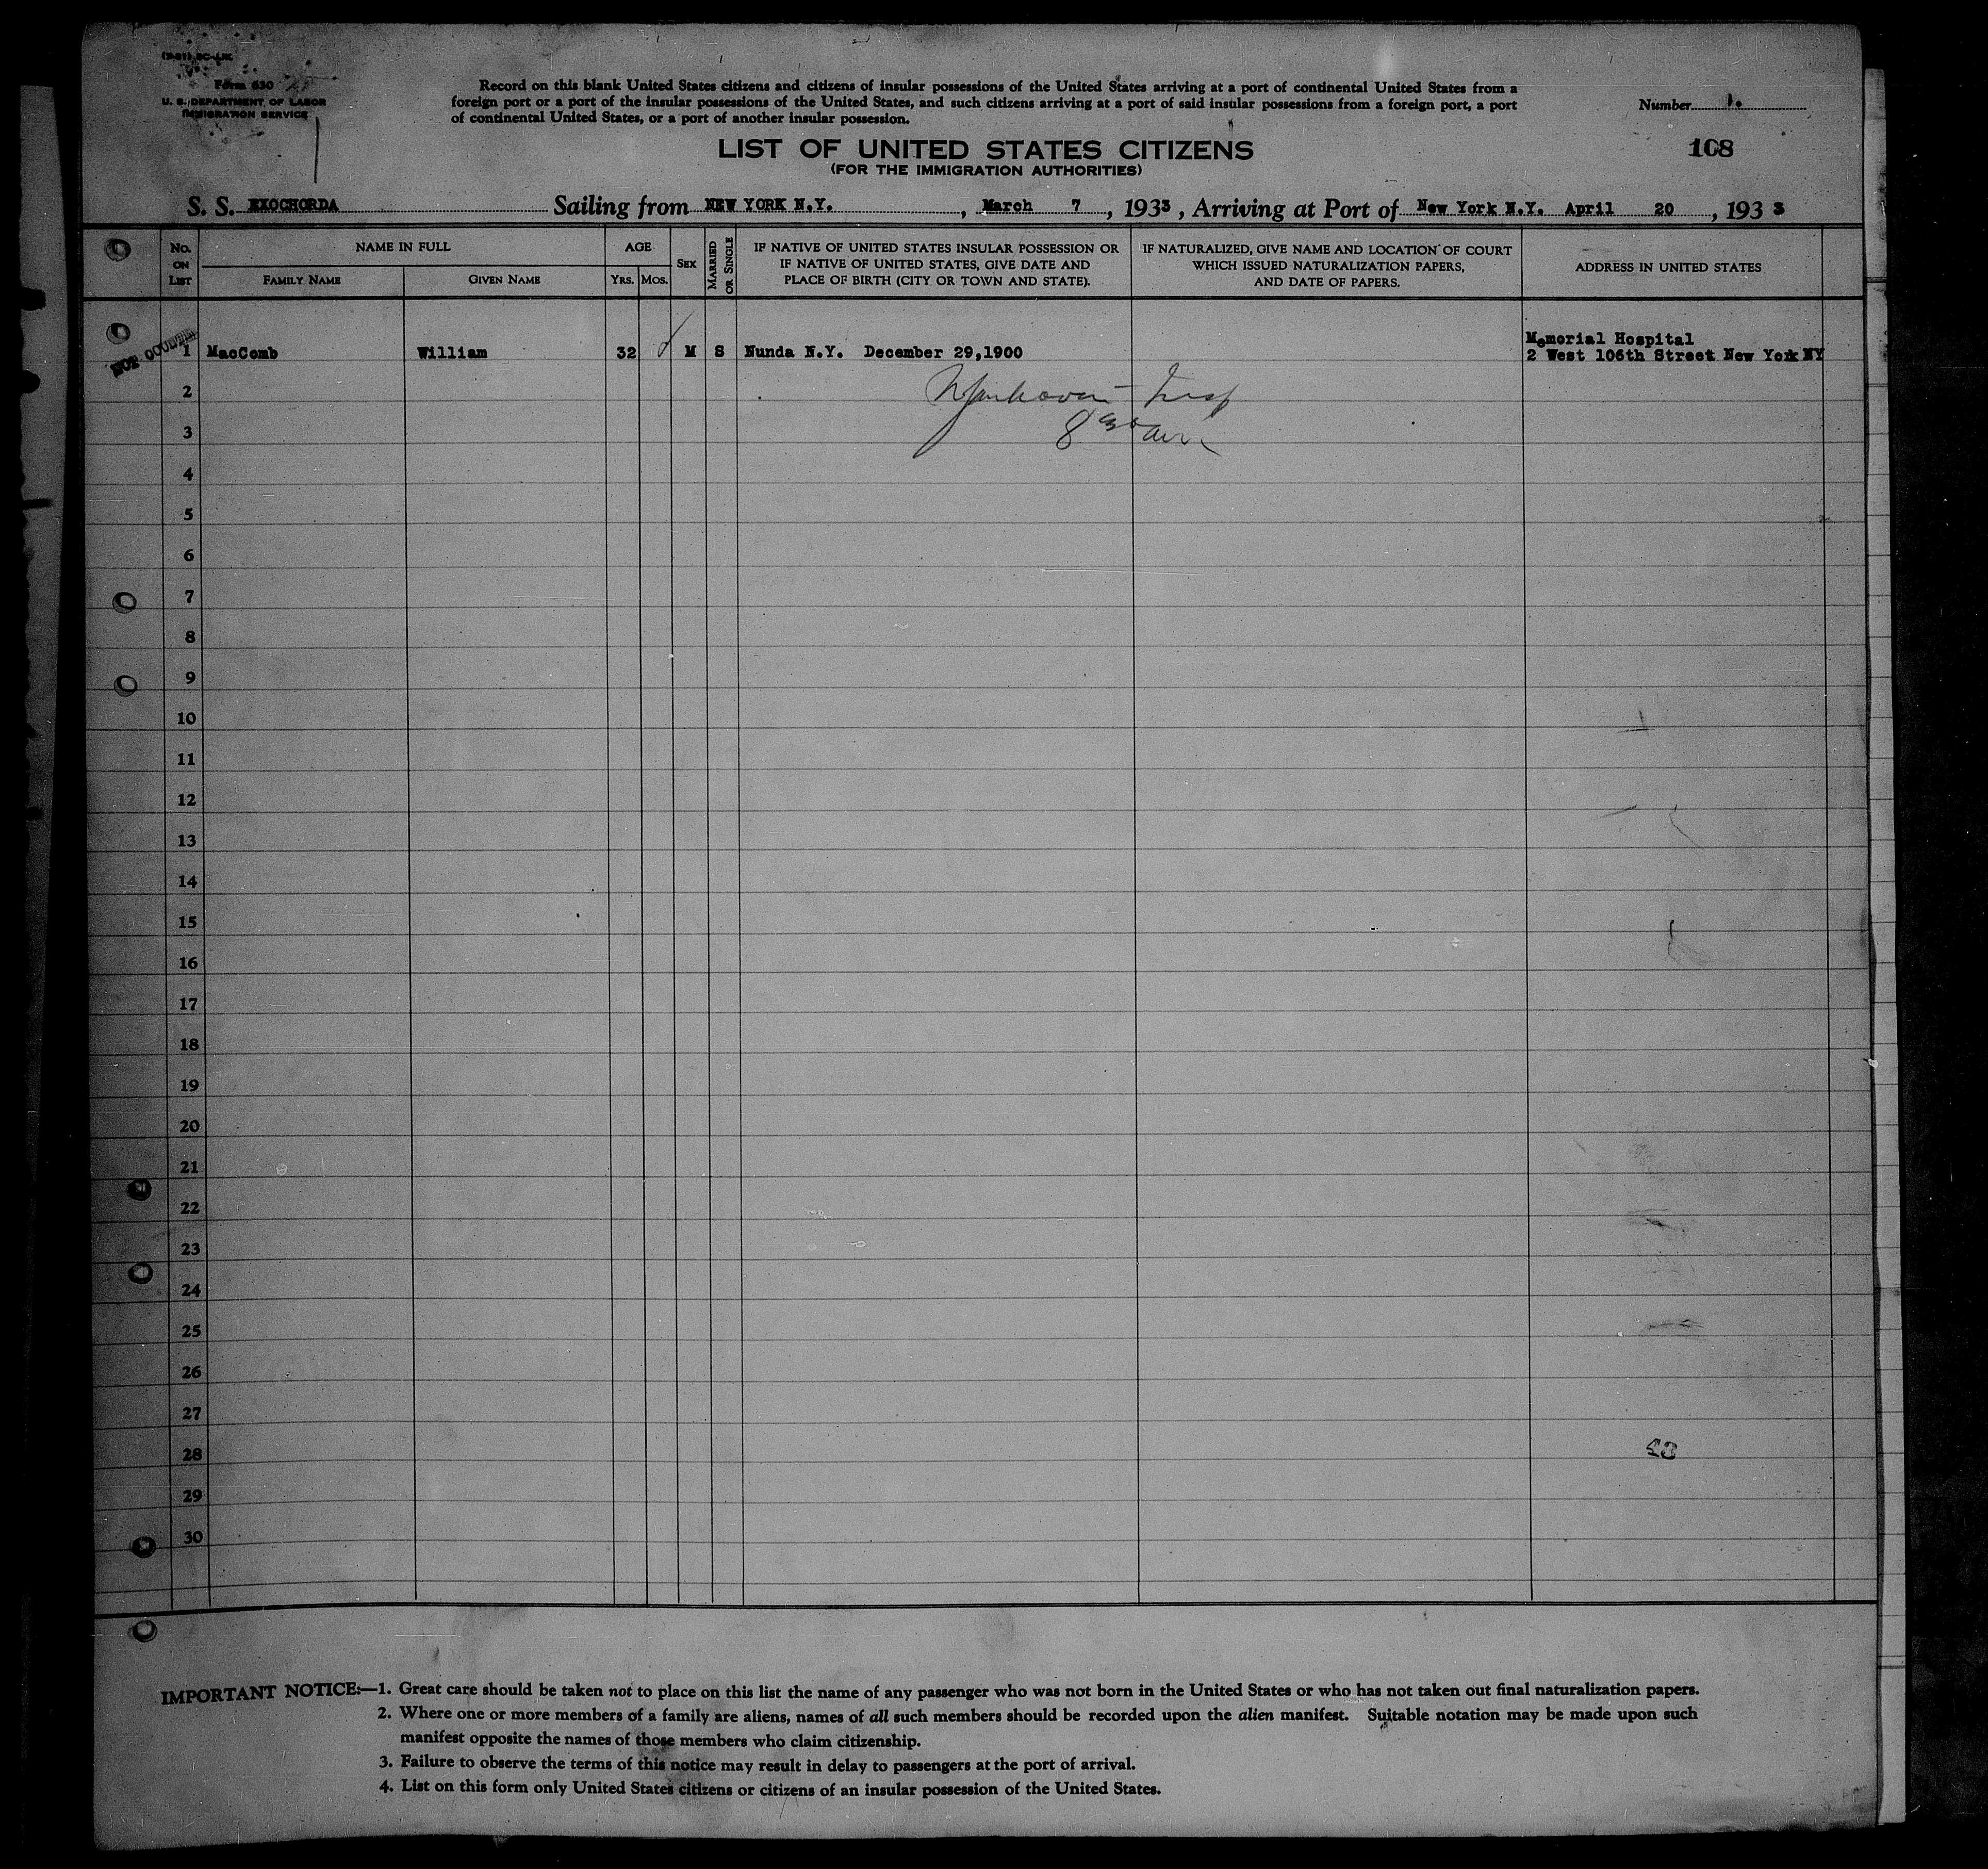 Form 630
U. S. DEPARTMENT OF LABOR
IMMIGRATION SERVICE
Record on this blank United States citizens and citizens of insular possessions of the United States arriving at a port of continental United States from a
foreign port or a port of the insular possessions of the United States, and such citizens arriving at a port of said insular possessions from a foreign port, a port
of continental United States, or a port of another insular possession.
Number 1.
108
LIST OF UNITED STATES CITIZENS
(FOR THE IMMIGRATION AUTHORITIES)
S. S. EXOCHORDA Sailing from NEW YORK N.Y. , March 7 , 1933 , Arriving at Port of New York N.Y. April 20 , 193 3
No. ON LIST
NAME IN FULL
FAMILY NAME
GIVEN NAME
AGE
YRS. MOS.
SEX
MARRIED OR SINGLE
IF NATIVE OF UNITED STATES INSULAR POSSESSION OR
IF NATIVE OF UNITED STATES, GIVE DATE AND
PLACE OF BIRTH (CITY OR TOWN AND STATE).
IF NATURALIZED, GIVE NAME AND LOCATION OF COURT
WHICH ISSUED NATURALIZATION PAPERS,
AND DATE OF PAPERS.
ADDRESS IN UNITED STATES
NOT COUNTED
Memorial Hospital
1 MacComb William 32 M S Nunda N.Y. December 29,1900 2 West 106th Street New York NY
2
3
4
5
6
7
8
9
10
11
12
13
14
15
16
17
18
19
20
21
22
23
24
25
26
27
28
29
30
IMPORTANT NOTICE:—1. Great care should be taken not to place on this list the name of any passenger who was not born in the United States or who has not taken out final naturalization papers.
2. Where one or more members of a family are aliens, names of all such members should be recorded upon the alien manifest. Suitable notation may be made upon such
manifest opposite the names of those members who claim citizenship.
3. Failure to observe the terms of this notice may result in delay to passengers at the port of arrival.
4. List on this form only United States citizens or citizens of an insular possession of the United States.